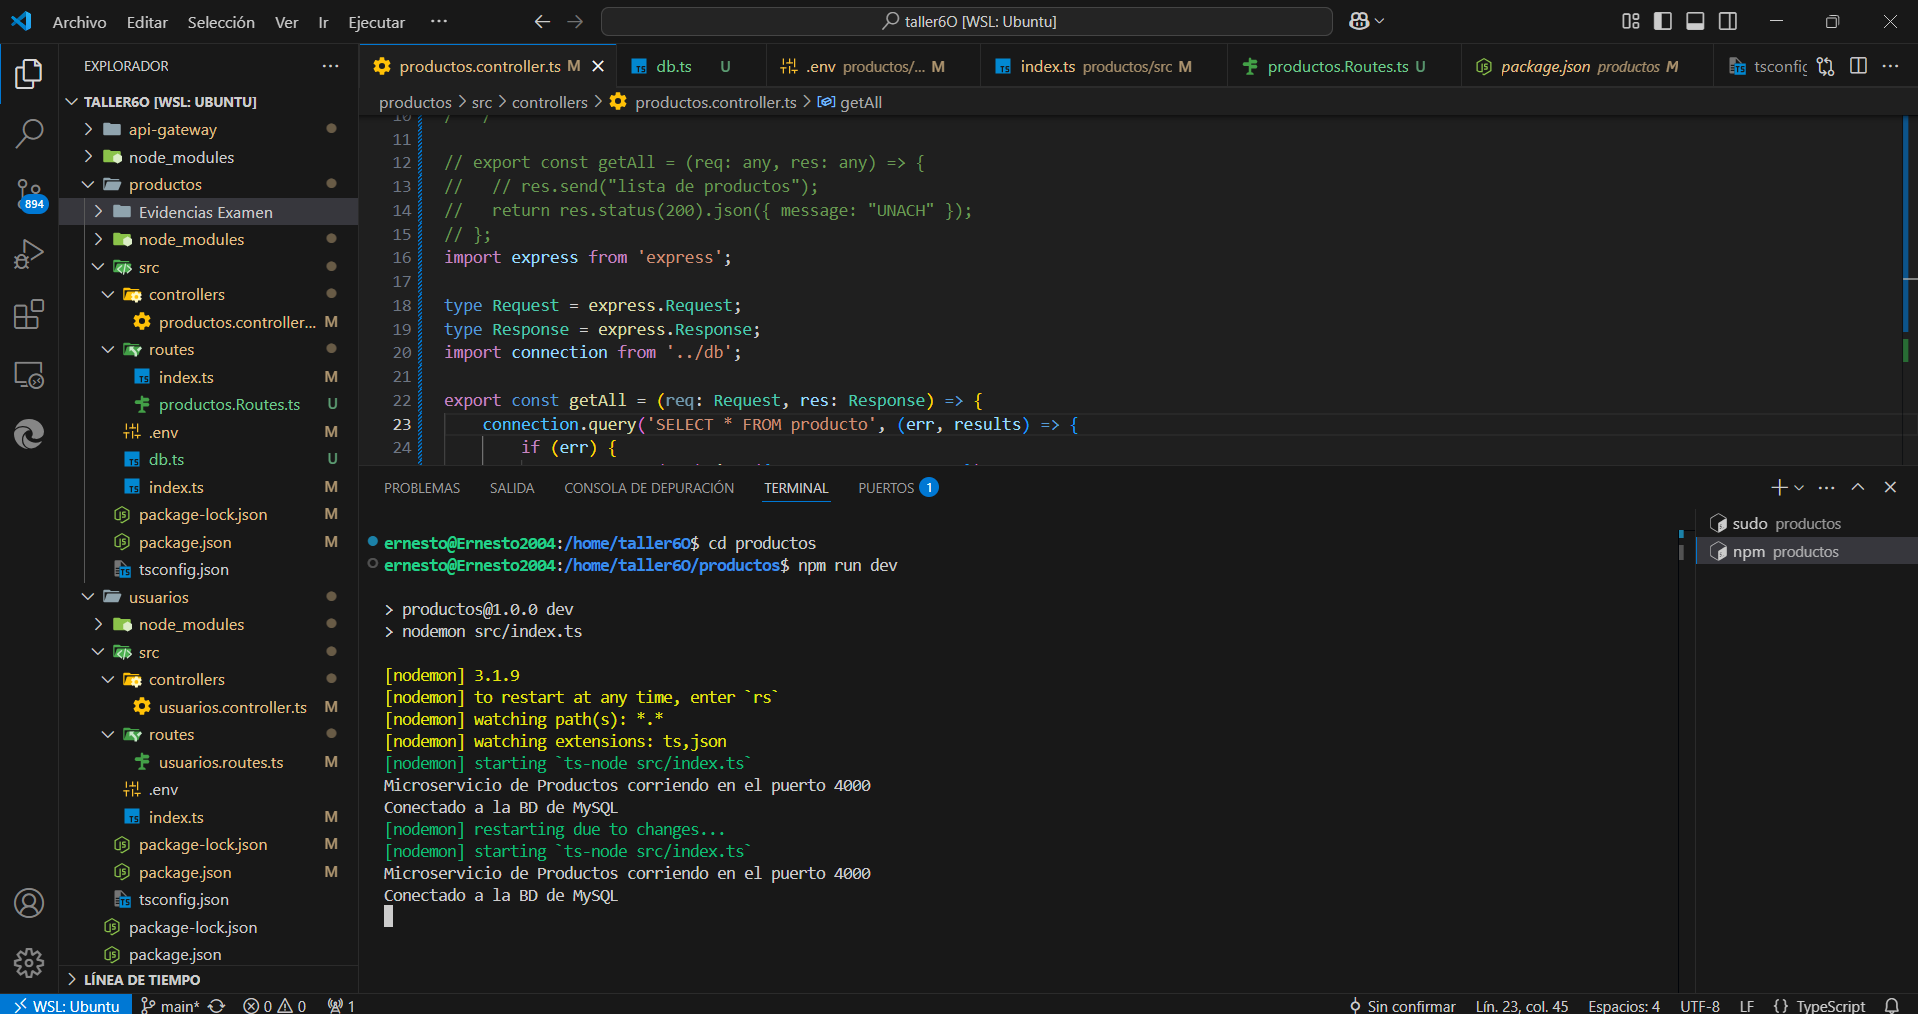 Archivo Editar Selección Ver Ir Ejecutar ···
taller6O [WSL: Ubuntu]
EXPLORADOR
productos.controller.ts M
db.ts U
.env productos/... M
index.ts productos/src M
productos.Routes.ts U
package.json productos M
tsconfig
productos > src > controllers > productos.controller.ts > getAll
TALLER6O [WSL: UBUNTU]
api-gateway
node_modules
productos
Evidencias Examen
node_modules
src
controllers
productos.controller... M
routes
index.ts M
productos.Routes.ts U
.env M
db.ts U
index.ts M
package-lock.json M
package.json M
tsconfig.json
usuarios
node_modules
src
controllers
usuarios.controller.ts M
routes
usuarios.routes.ts M
.env
index.ts M
package-lock.json M
package.json M
tsconfig.json
package-lock.json
package.json
LÍNEA DE TIEMPO
894
10
11
12 // export const getAll = (req: any, res: any) => {
13 //   // res.send("lista de productos");
14 //   return res.status(200).json({ message: "UNACH" });
15 // };
16 import express from 'express';
17
18 type Request = express.Request;
19 type Response = express.Response;
20 import connection from '../db';
21
22 export const getAll = (req: Request, res: Response) => {
23     connection.query('SELECT * FROM producto', (err, results) => {
24         if (err) {
PROBLEMAS SALIDA CONSOLA DE DEPURACIÓN TERMINAL PUERTOS 1
ernesto@Ernesto2004:/home/taller6O$ cd productos
ernesto@Ernesto2004:/home/taller6O/productos$ npm run dev
> productos@1.0.0 dev
> nodemon src/index.ts
[nodemon] 3.1.9
[nodemon] to restart at any time, enter `rs`
[nodemon] watching path(s): *.*
[nodemon] watching extensions: ts,json
[nodemon] starting `ts-node src/index.ts`
Microservicio de Productos corriendo en el puerto 4000
Conectado a la BD de MySQL
[nodemon] restarting due to changes...
[nodemon] starting `ts-node src/index.ts`
Microservicio de Productos corriendo en el puerto 4000
Conectado a la BD de MySQL
sudo productos
npm productos
WSL: Ubuntu main* 0 0 1
Sin confirmar Lín. 23, col. 45 Espacios: 4 UTF-8 LF {} TypeScript